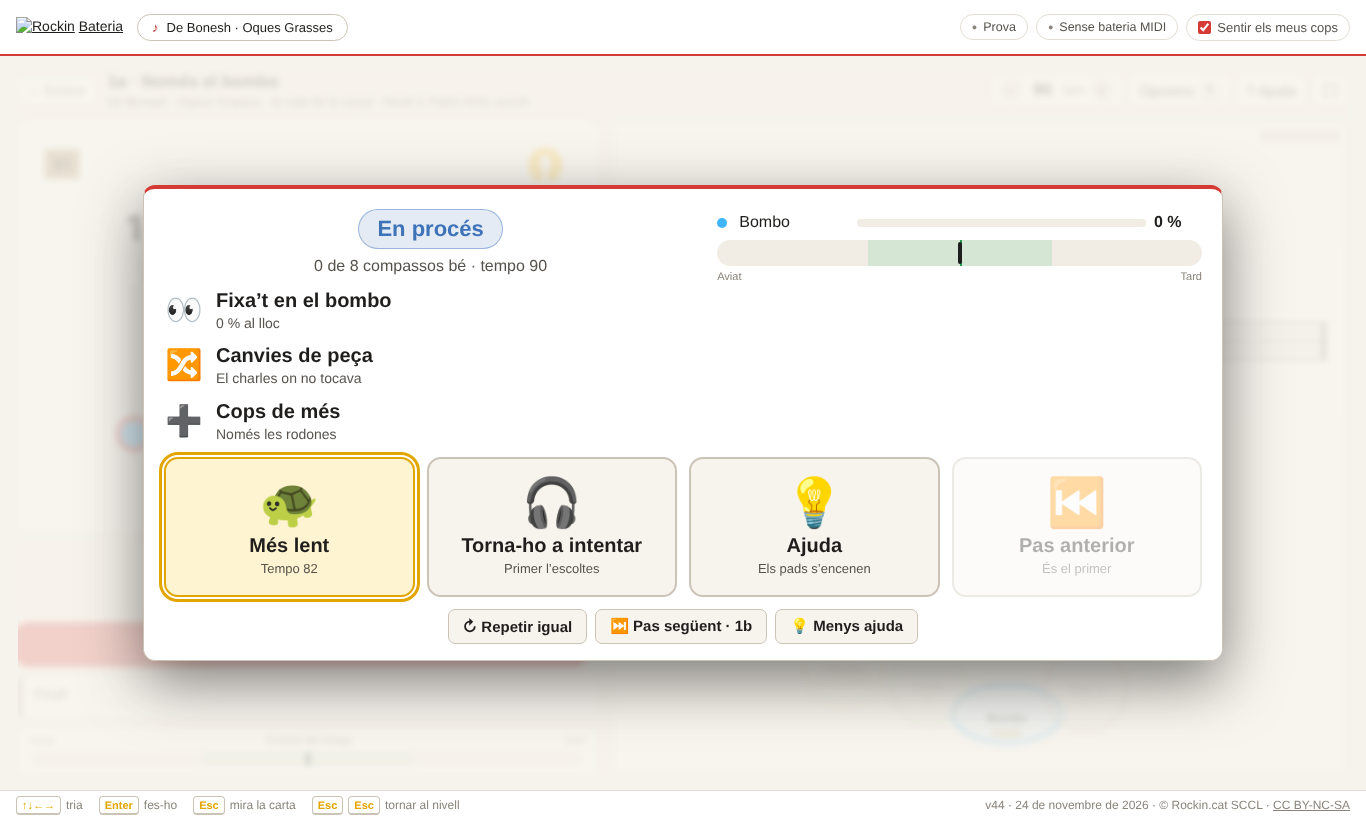 Rockin Bateria
♪ De Bonesh · Oques Grasses
• Prova
• Sense bateria MIDI
Sentir els meus cops
En procés
0 de 8 compassos bé · tempo 90
Fixa’t en el bombo
0 % al lloc
Canvies de peça
El charles on no tocava
Cops de més
Només les rodones
Bombo
0 %
Aviat
Tard
Més lent
Tempo 82
Torna-ho a intentar
Primer l’escoltes
Ajuda
Els pads s’encenen
Pas anterior
És el primer
↻ Repetir igual
Pas següent · 1b
Menys ajuda
↑↓←→ tria
Enter fes-ho
Esc mira la carta
Esc Esc tornar al nivell
v44 · 24 de novembre de 2026 · © Rockin.cat SCCL · CC BY-NC-SA